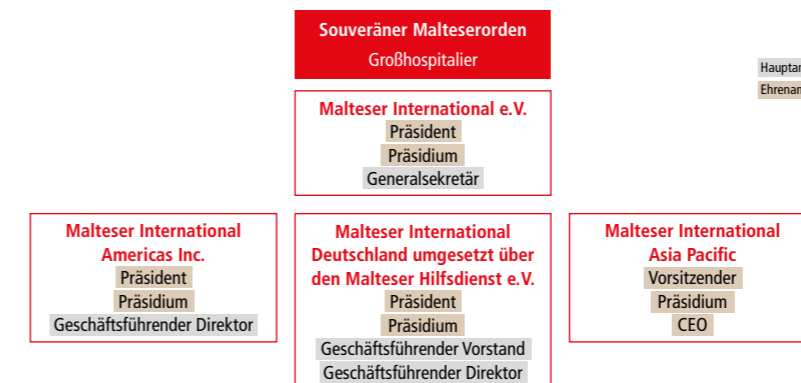 Souveräner Malteserorden
Großhospitalier
Malteser International e.V.
Präsident
Präsidium
Generalsekretär
Malteser International
Americas Inc.
Präsident
Präsidium
Geschäftsführender Direktor
Malteser International
Deutschland umgesetzt über
den Malteser Hilfsdienst e.V.
Präsident
Präsidium
Geschäftsführender Vorstand
Geschäftsführender Direktor
Malteser International
Asia Pacific
Vorsitzender
Präsidium
CEO